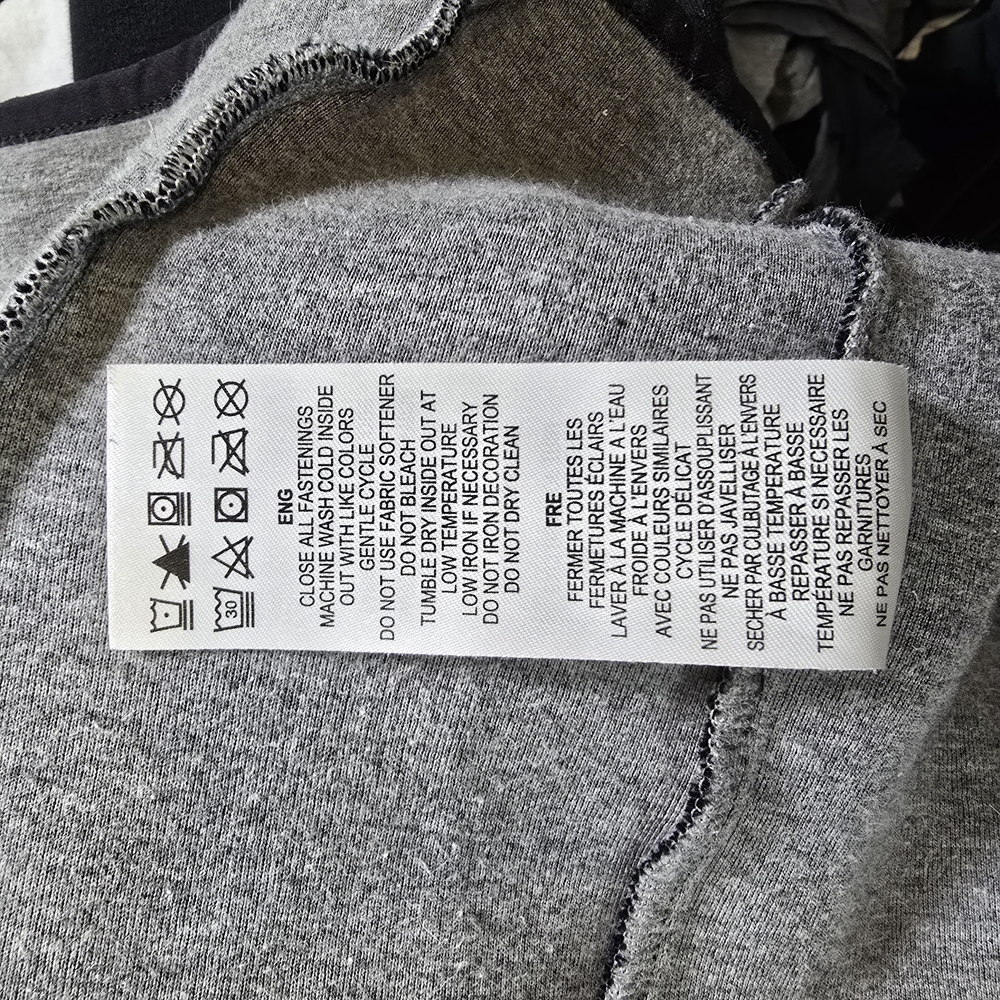 30
ENG
CLOSE ALL FASTENINGS
MACHINE WASH COLD INSIDE
OUT WITH LIKE COLORS
GENTLE CYCLE
DO NOT USE FABRIC SOFTENER
DO NOT BLEACH
TUMBLE DRY INSIDE OUT AT
LOW TEMPERATURE
LOW IRON IF NECESSARY
DO NOT IRON DECORATION
DO NOT DRY CLEAN
FRE
FERMER TOUTES LES
FERMETURES ÉCLAIRS
LAVER À LA MACHINE A L'EAU
FROIDE À L'ENVERS
AVEC COULEURS SIMILAIRES
CYCLE DÉLICAT
NE PAS UTILISER D'ASSOUPLISSANT
NE PAS JAVELLISER
SECHER PAR CULBUTAGE À L'ENVERS
À BASSE TEMPÉRATURE
REPASSER À BASSE
TEMPÉRATURE SI NECESSAIRE
NE PAS REPASSER LES
GARNITURES
NE PAS NETTOYER À SEC